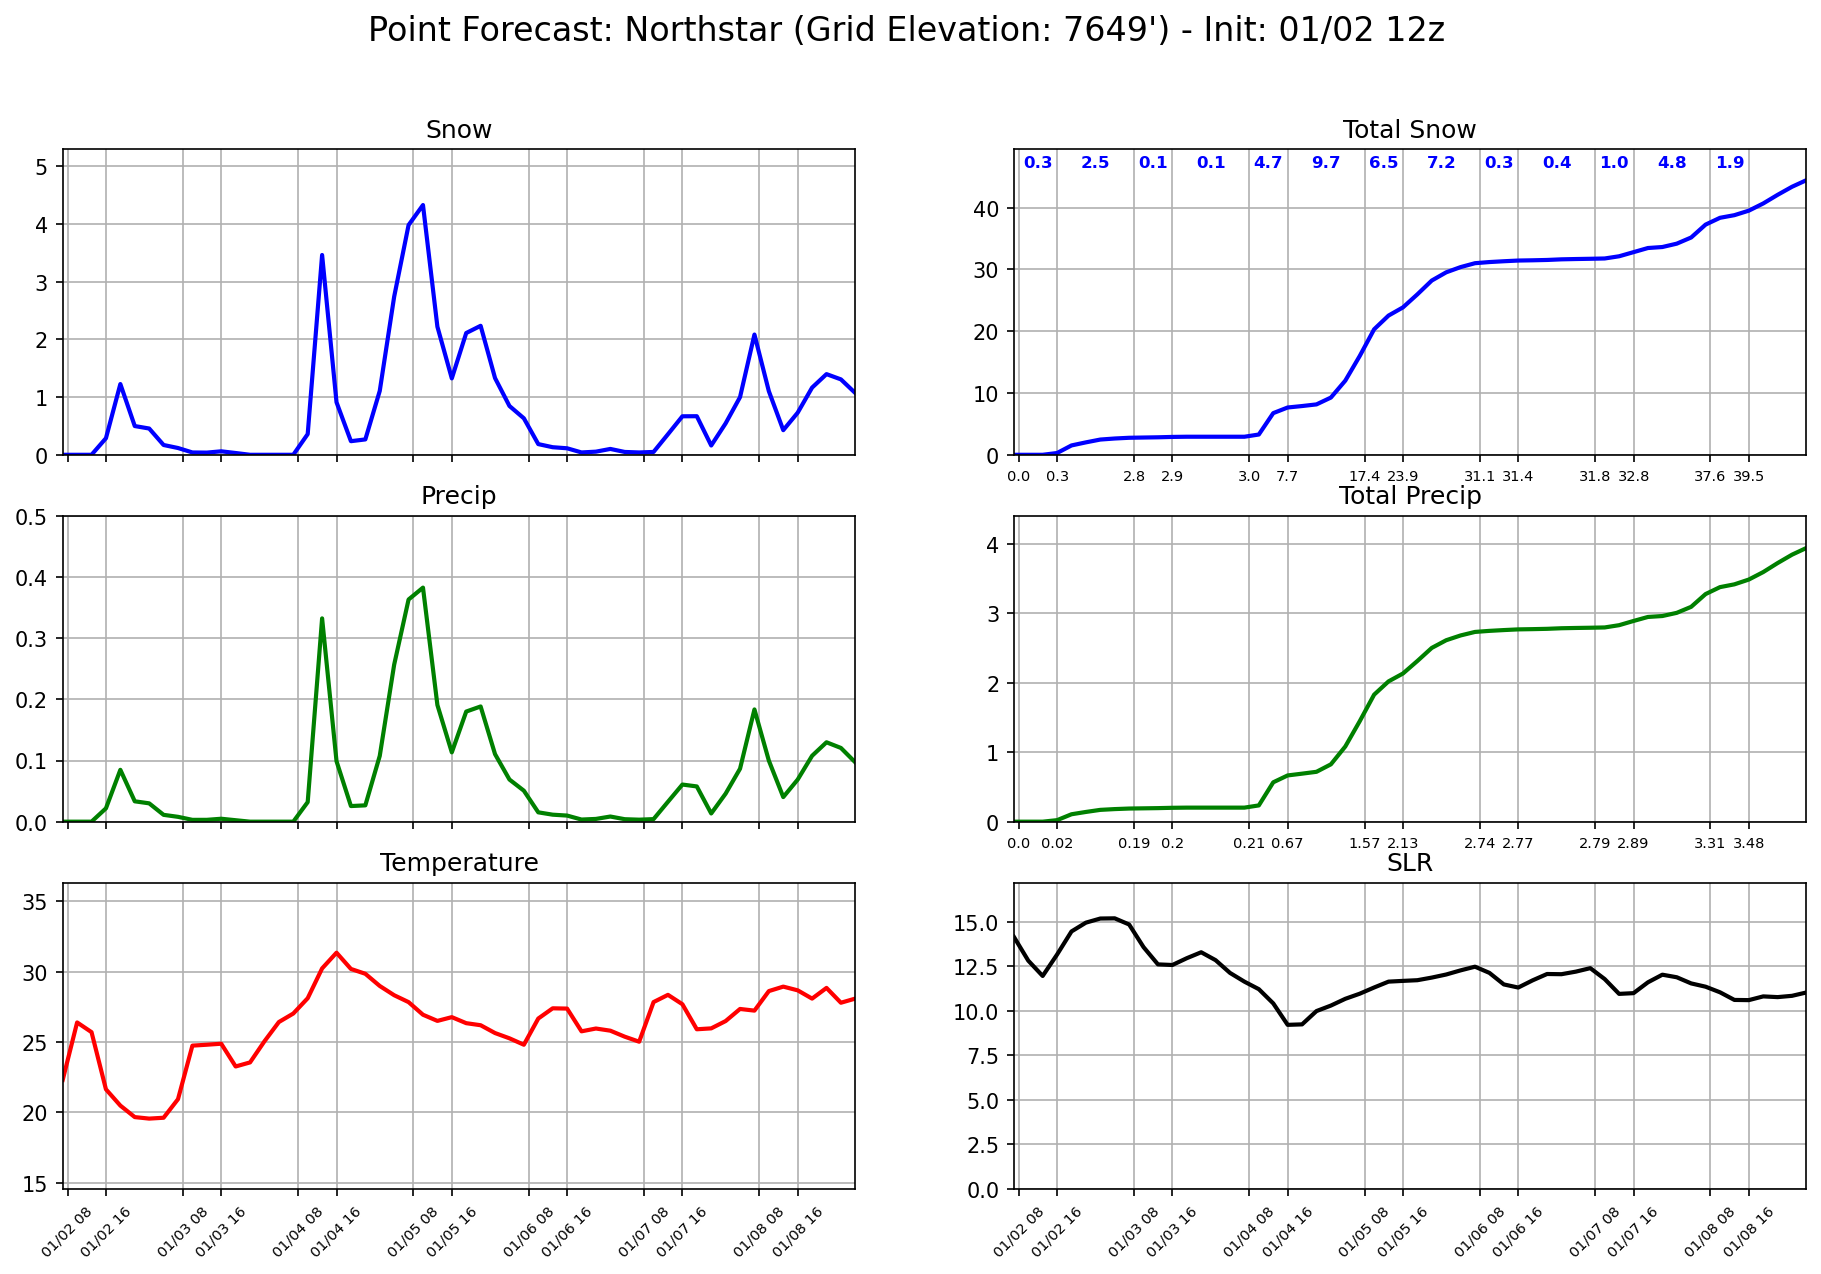 Point Forecast: Northstar (Grid Elevation: 7649') - Init: 01/02 12z
Snow
5
4
3
2
1
0
Total Snow
0.3 2.5 0.1 0.1 4.7 9.7 6.5 7.2 0.3 0.4 1.0 4.8 1.9
40
30
20
10
0
0.0 0.3 2.8 2.9 3.0 7.7 17.4 23.9 31.1 31.4 31.8 32.8 37.6 39.5
Precip
0.5
0.4
0.3
0.2
0.1
0.0
Total Precip
4
3
2
1
0
0.0 0.02 0.19 0.2 0.21 0.67 1.57 2.13 2.74 2.77 2.79 2.89 3.31 3.48
Temperature
35
30
25
20
15
01/02 08 01/02 16 01/03 08 01/03 16 01/04 08 01/04 16 01/05 08 01/05 16 01/06 08 01/06 16 01/07 08 01/07 16 01/08 08 01/08 16
SLR
15.0
12.5
10.0
7.5
5.0
2.5
0.0
01/02 08 01/02 16 01/03 08 01/03 16 01/04 08 01/04 16 01/05 08 01/05 16 01/06 08 01/06 16 01/07 08 01/07 16 01/08 08 01/08 16